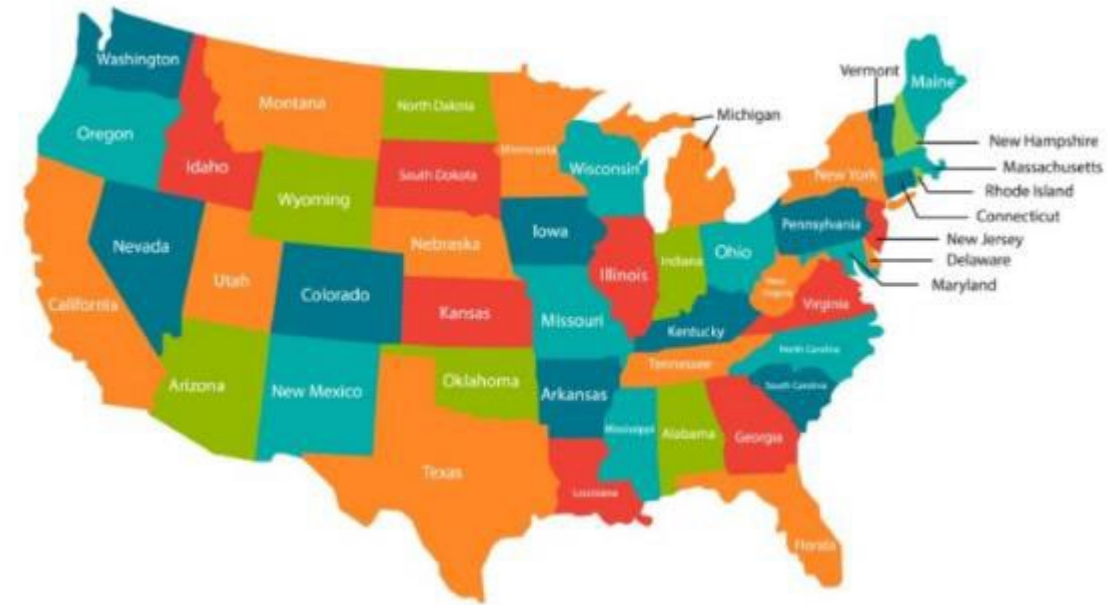 Washington
Oregon
California
Nevada
Idaho
Montana
Wyoming
Utah
Arizona
Colorado
New Mexico
North Dakota
South Dakota
Nebraska
Kansas
Oklahoma
Texas
Minnesota
Iowa
Missouri
Arkansas
Louisiana
Wisconsin
Illinois
Michigan
Indiana
Ohio
Kentucky
Tennessee
Mississippi
Alabama
Georgia
Florida
South Carolina
North Carolina
Virginia
West
Virginia
Pennsylvania
New York
Vermont
Maine
New Hampshire
Massachusetts
Rhode Island
Connecticut
New Jersey
Delaware
Maryland